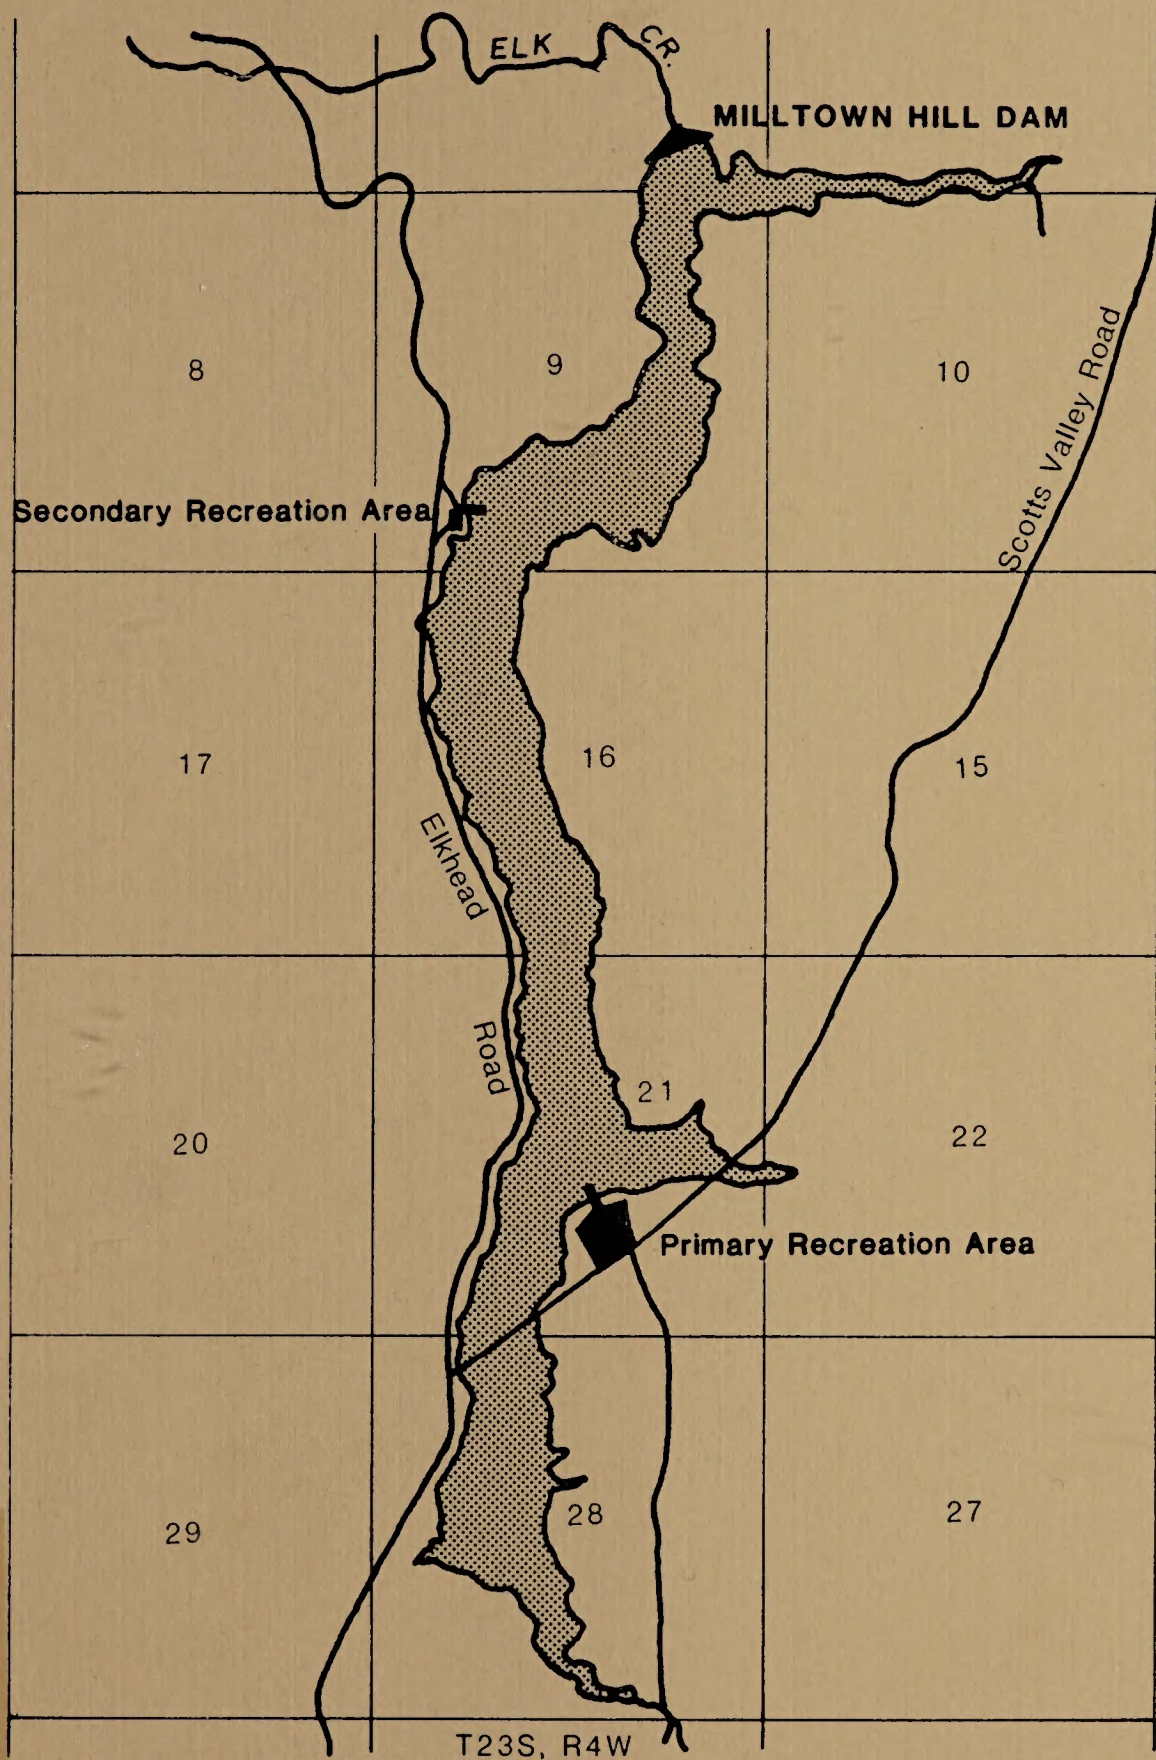 ELK CR.
MILLTOWN HILL DAM
8
9
10
Scotts Valley Road
Secondary Recreation Area
17
16
15
Elkhead Road
21
20
22
Primary Recreation Area
29
28
27
T23S, R4W